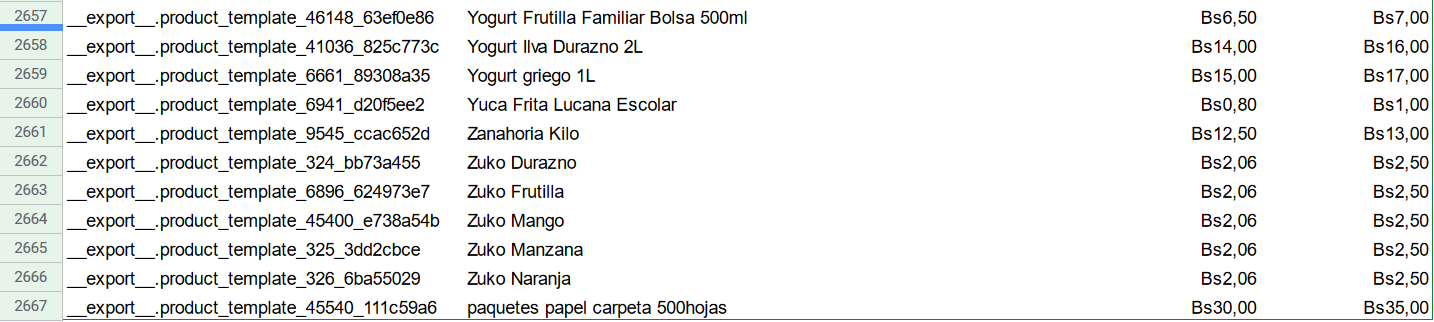 2657 __export__.product_template_46148_63ef0e86 Yogurt Frutilla Familiar Bolsa 500ml Bs6,50 Bs7,00
2658 __export__.product_template_41036_825c773c Yogurt Ilva Durazno 2L Bs14,00 Bs16,00
2659 __export__.product_template_6661_89308a35 Yogurt griego 1L Bs15,00 Bs17,00
2660 __export__.product_template_6941_d20f5ee2 Yuca Frita Lucana Escolar Bs0,80 Bs1,00
2661 __export__.product_template_9545_ccac652d Zanahoria Kilo Bs12,50 Bs13,00
2662 __export__.product_template_324_bb73a455 Zuko Durazno Bs2,06 Bs2,50
2663 __export__.product_template_6896_624973e7 Zuko Frutilla Bs2,06 Bs2,50
2664 __export__.product_template_45400_e738a54b Zuko Mango Bs2,06 Bs2,50
2665 __export__.product_template_325_3dd2cbce Zuko Manzana Bs2,06 Bs2,50
2666 __export__.product_template_326_6ba55029 Zuko Naranja Bs2,06 Bs2,50
2667 __export__.product_template_45540_111c59a6 paquetes papel carpeta 500hojas Bs30,00 Bs35,00